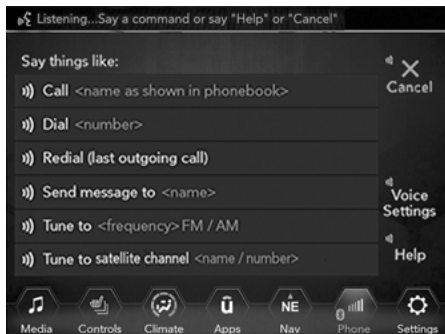 Listening...Say a command or say "Help" or "Cancel"
Say things like:
Cancel
Call <name as shown in phonebook>
Dial <number>
Redial (last outgoing call)
Send message to <name>
Voice
Settings
Tune to <frequency> FM / AM
Help
Tune to satellite channel <name / number>
û
NE
Media Controls Climate Apps Nav Phone Settings